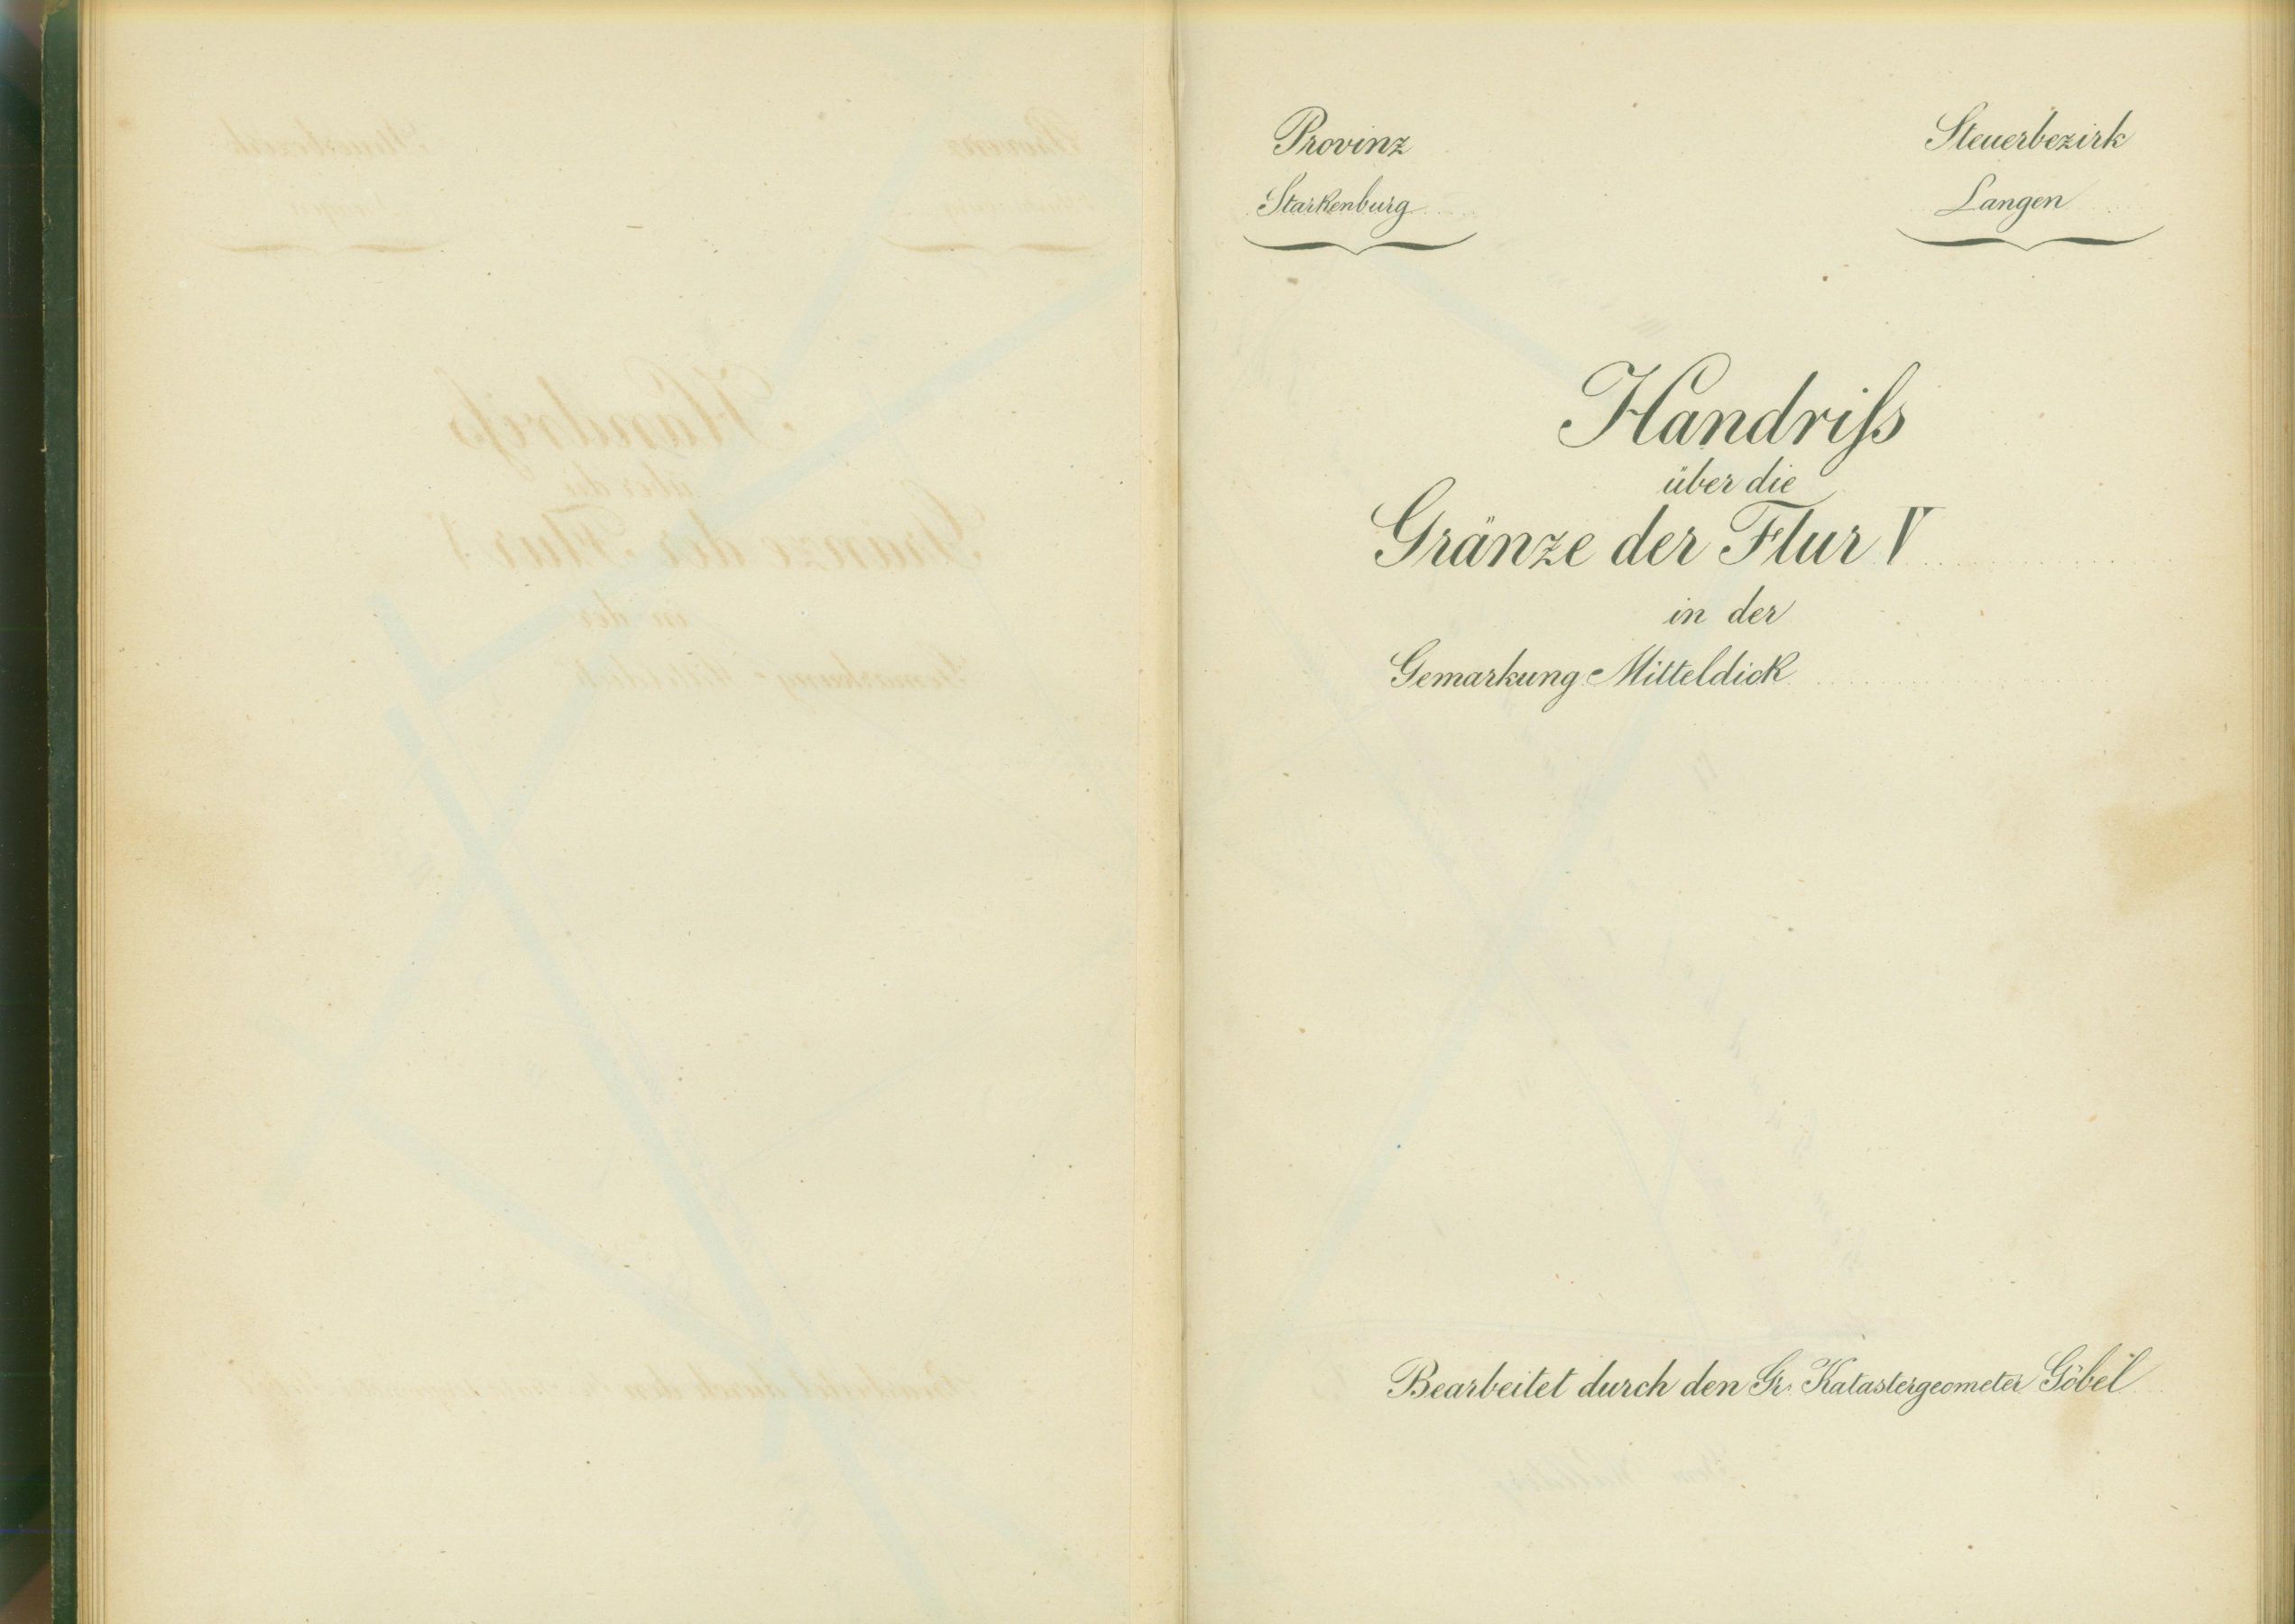 Provinz
Starkenburg
Steuerbezirk
Langen
Handriſs
über die
Gränze der Flur V
in der
Gemarkung Mitteldick
Bearbeitet durch den Gr. Katastergeometer Göbel